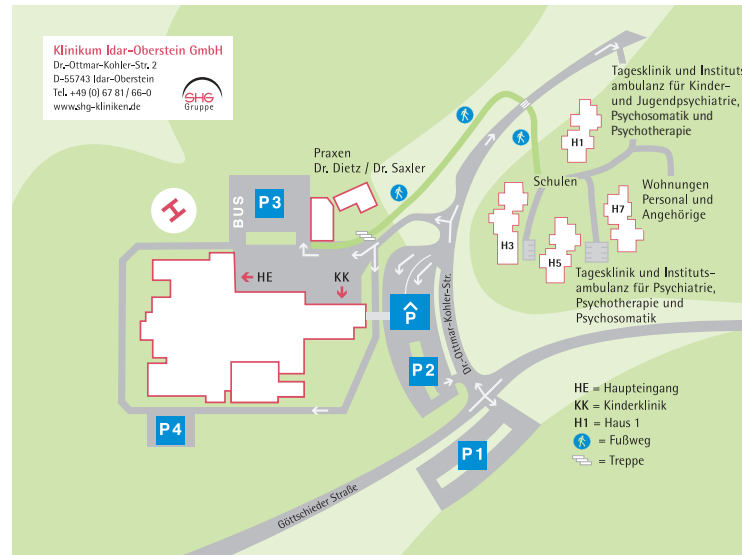 Klinikum Idar-Oberstein GmbH
Dr.-Ottmar-Kohler-Str. 2
D-55743 Idar-Oberstein
Tel. +49 (0) 67 81 / 66-0
www.shg-kliniken.de
SHG
Gruppe
Tagesklinik und Instituts-
ambulanz für Kinder-
und Jugendpsychiatrie,
Psychosomatik und
Psychotherapie
H1
Praxen
Dr. Dietz / Dr. Saxler
BUS
P3
H
Schulen
Wohnungen
Personal und
Angehörige
H7
H3
H5
Tagesklinik und Instituts-
ambulanz für Psychiatrie,
Psychotherapie und
Psychosomatik
HE
KK
P
P2
Dr.-Ottmar-Kohler-Str.
P4
P1
Göttschieder Straße
HE = Haupteingang
KK = Kinderklinik
H1 = Haus 1
= Fußweg
= Treppe